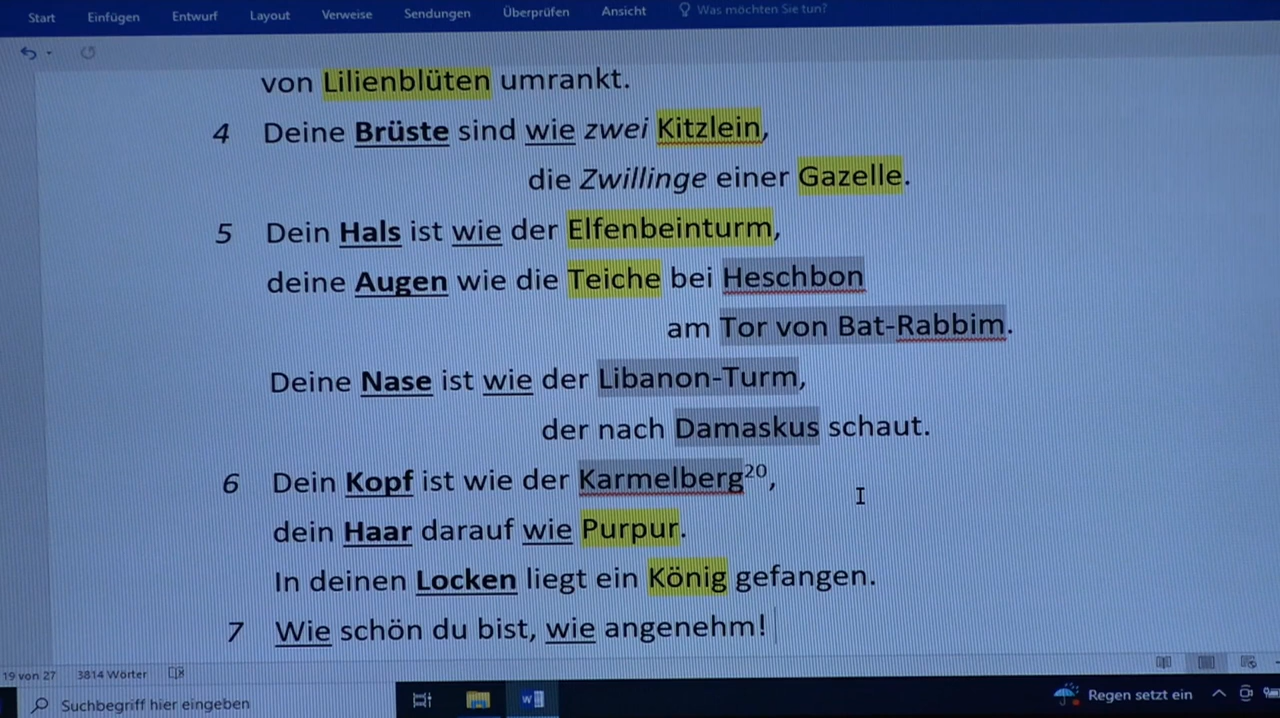 Start Einfügen Entwurf Layout Verweise Sendungen Überprüfen Ansicht Was möchten Sie tun?
von Lilienblüten umrankt.
4 Deine Brüste sind wie zwei Kitzlein,
die Zwillinge einer Gazelle.
5 Dein Hals ist wie der Elfenbeinturm,
deine Augen wie die Teiche bei Heschbon
am Tor von Bat-Rabbim.
Deine Nase ist wie der Libanon-Turm,
der nach Damaskus schaut.
6 Dein Kopf ist wie der Karmelberg20,
dein Haar darauf wie Purpur.
In deinen Locken liegt ein König gefangen.
7 Wie schön du bist, wie angenehm!
19 von 27 3814 Wörter
Suchbegriff hier eingeben W Regen setzt ein